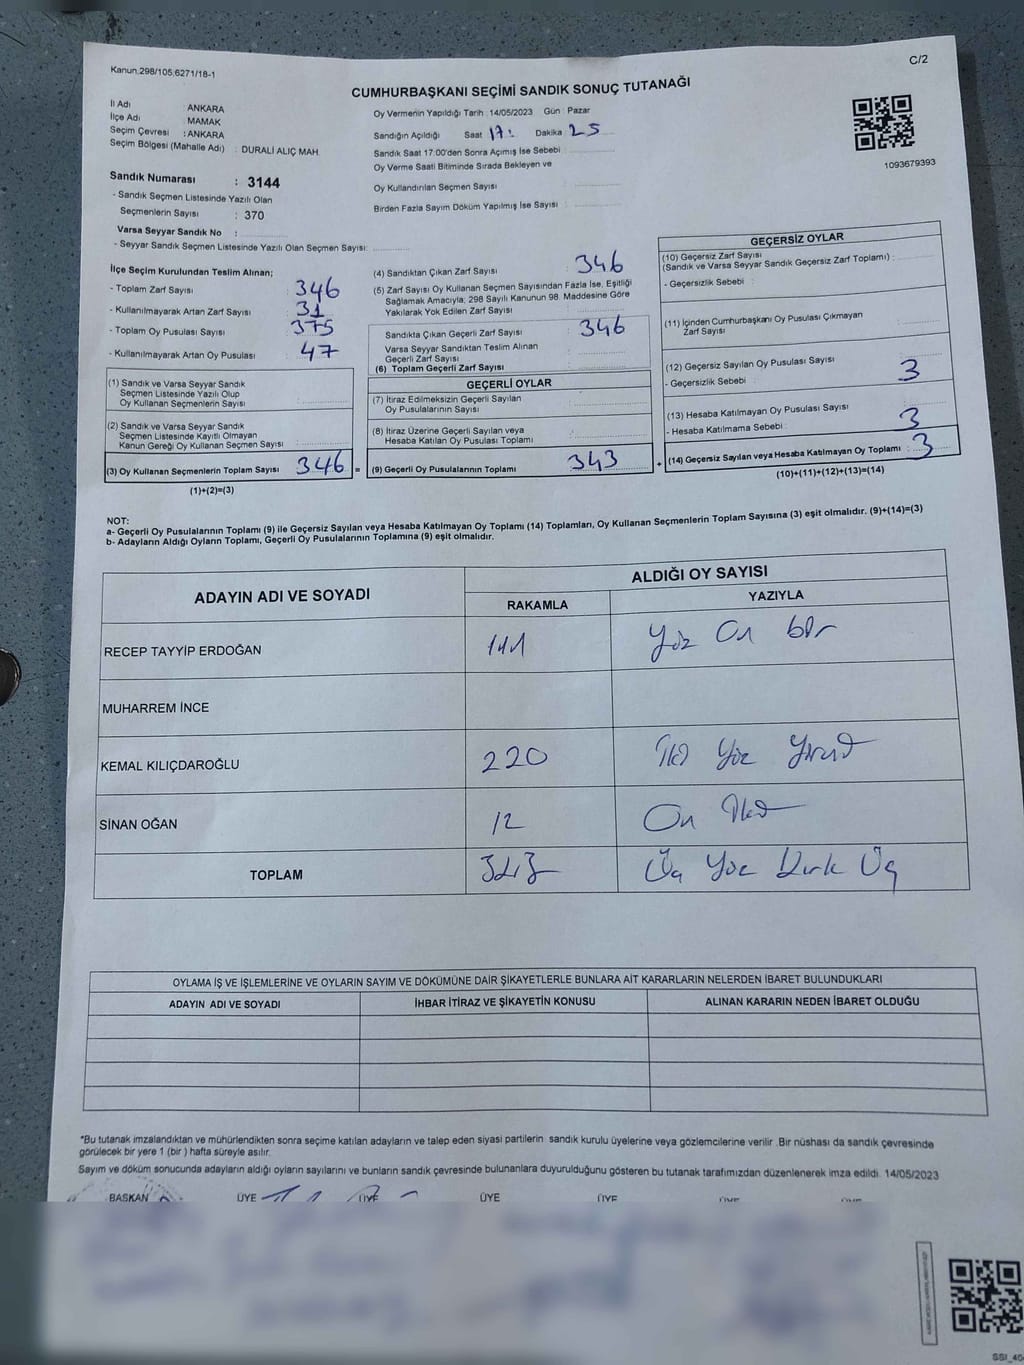 Kanun.298/105;6271/18-1
C/2
CUMHURBAŞKANI SEÇİMİ SANDIK SONUÇ TUTANAĞI
İl Adı : ANKARA
İlçe Adı : MAMAK
Seçim Çevresi : ANKARA
Seçim Bölgesi (Mahalle Adı) : DURALİ ALIÇ MAH.
Oy Vermenin Yapıldığı Tarih :14/05/2023 Gün : Pazar
Sandığın Açıldığı Saat 17: Dakika 25
Sandık Saat 17:00'den Sonra Açımış İse Sebebi :
Oy Verme Saati Bitiminde Sırada Bekleyen ve
Oy Kullandırılan Seçmen Sayısı :
Birden Fazla Sayım Döküm Yapılmış İse Sayısı :
1093679393
Sandık Numarası : 3144
- Sandık Seçmen Listesinde Yazılı Olan
Seçmenlerin Sayısı : 370
Varsa Seyyar Sandık No :
- Seyyar Sandık Seçmen Listesinde Yazılı Olan Seçmen Sayısı:
İlçe Seçim Kurulundan Teslim Alınan;
- Toplam Zarf Sayısı : 346
- Kullanılmayarak Artan Zarf Sayısı : 31
- Toplam Oy Pusulası Sayısı : 375
- Kullanılmayarak Artan Oy Pusulası : 47
(1) Sandık ve Varsa Seyyar Sandık
Seçmen Listesinde Yazılı Olup
Oy Kullanan Seçmenlerin Sayısı :
(2) Sandık ve Varsa Seyyar Sandık
Seçmen Listesinde Kayıtlı Olmayan
Kanun Gereği Oy Kullanan Seçmen Sayısı :
(3) Oy Kullanan Seçmenlerin Toplam Sayısı 346 =
(1)+(2)=(3)
(4) Sandıktan Çıkan Zarf Sayısı : 346
(5) Zarf Sayısı Oy Kullanan Seçmen Sayısından Fazla İse, Eşitliği
Sağlamak Amacıyla; 298 Sayılı Kanunun 98. Maddesine Göre
Yakılarak Yok Edilen Zarf Sayısı :
Sandıkta Çıkan Geçerli Zarf Sayısı : 346
Varsa Seyyar Sandıktan Teslim Alınan
Geçerli Zarf Sayısı :
(6) Toplam Geçerli Zarf Sayısı :
GEÇERLİ OYLAR
(7) İtiraz Edilmeksizin Geçerli Sayılan
Oy Pusulalarının Sayısı :
(8) İtiraz Üzerine Geçerli Sayılan veya
Hesaba Katılan Oy Pusulası Toplamı :
(9) Geçerli Oy Pusulalarının Toplamı : 343 +
GEÇERSİZ OYLAR
(10) Geçersiz Zarf Sayısı
(Sandık ve Varsa Seyyar Sandık Geçersiz Zarf Toplamı) :
- Geçersizlik Sebebi :
(11) İçinden Cumhurbaşkanı Oy Pusulası Çıkmayan
Zarf Sayısı :
(12) Geçersiz Sayılan Oy Pusulası Sayısı : 3
- Geçersizlik Sebebi :
(13) Hesaba Katılmayan Oy Pusulası Sayısı : 3
- Hesaba Katılmama Sebebi :
(14) Geçersiz Sayılan veya Hesaba Katılmayan Oy Toplamı : 3
(10)+(11)+(12)+(13)=(14)
NOT:
a- Geçerli Oy Pusulalarının Toplamı (9) ile Geçersiz Sayılan veya Hesaba Katılmayan Oy Toplamı (14) Toplamları, Oy Kullanan Seçmenlerin Toplam Sayısına (3) eşit olmalıdır. (9)+(14)=(3)
b- Adayların Aldığı Oyların Toplamı, Geçerli Oy Pusulalarının Toplamına (9) eşit olmalıdır.
ADAYIN ADI VE SOYADI
ALDIĞI OY SAYISI
RAKAMLA YAZIYLA
RECEP TAYYİP ERDOĞAN 111 Yüz On bir
MUHARREM İNCE
KEMAL KILIÇDAROĞLU 220 İki Yüz Yirmi
SİNAN OĞAN 12 On İki
TOPLAM 343 Üç Yüz Kırk Üç
OYLAMA İŞ VE İŞLEMLERİNE VE OYLARIN SAYIM VE DÖKÜMÜNE DAİR ŞİKAYETLERLE BUNLARA AİT KARARLARIN NELERDEN İBARET BULUNDUKLARI
ADAYIN ADI VE SOYADI İHBAR İTİRAZ VE ŞİKAYETİN KONUSU ALINAN KARARIN NEDEN İBARET OLDUĞU
*Bu tutanak imzalandıktan ve mühürlendikten sonra seçime katılan adayların ve talep eden siyasi partilerin sandık kurulu üyelerine veya gözlemcilerine verilir .Bir nüshası da sandık çevresinde
görülecek bir yere 1 (bir ) hafta süreyle asılır.
Sayım ve döküm sonucunda adayların aldığı oyların sayılarını ve bunların sandık çevresinde bulunanlara duyurulduğunu gösteren bu tutanak tarafımızdan düzenlenerek imza edildi. 14/05/2023
BAŞKAN ÜYE ÜYE ÜYE ÜYE ÜYE ÜYE